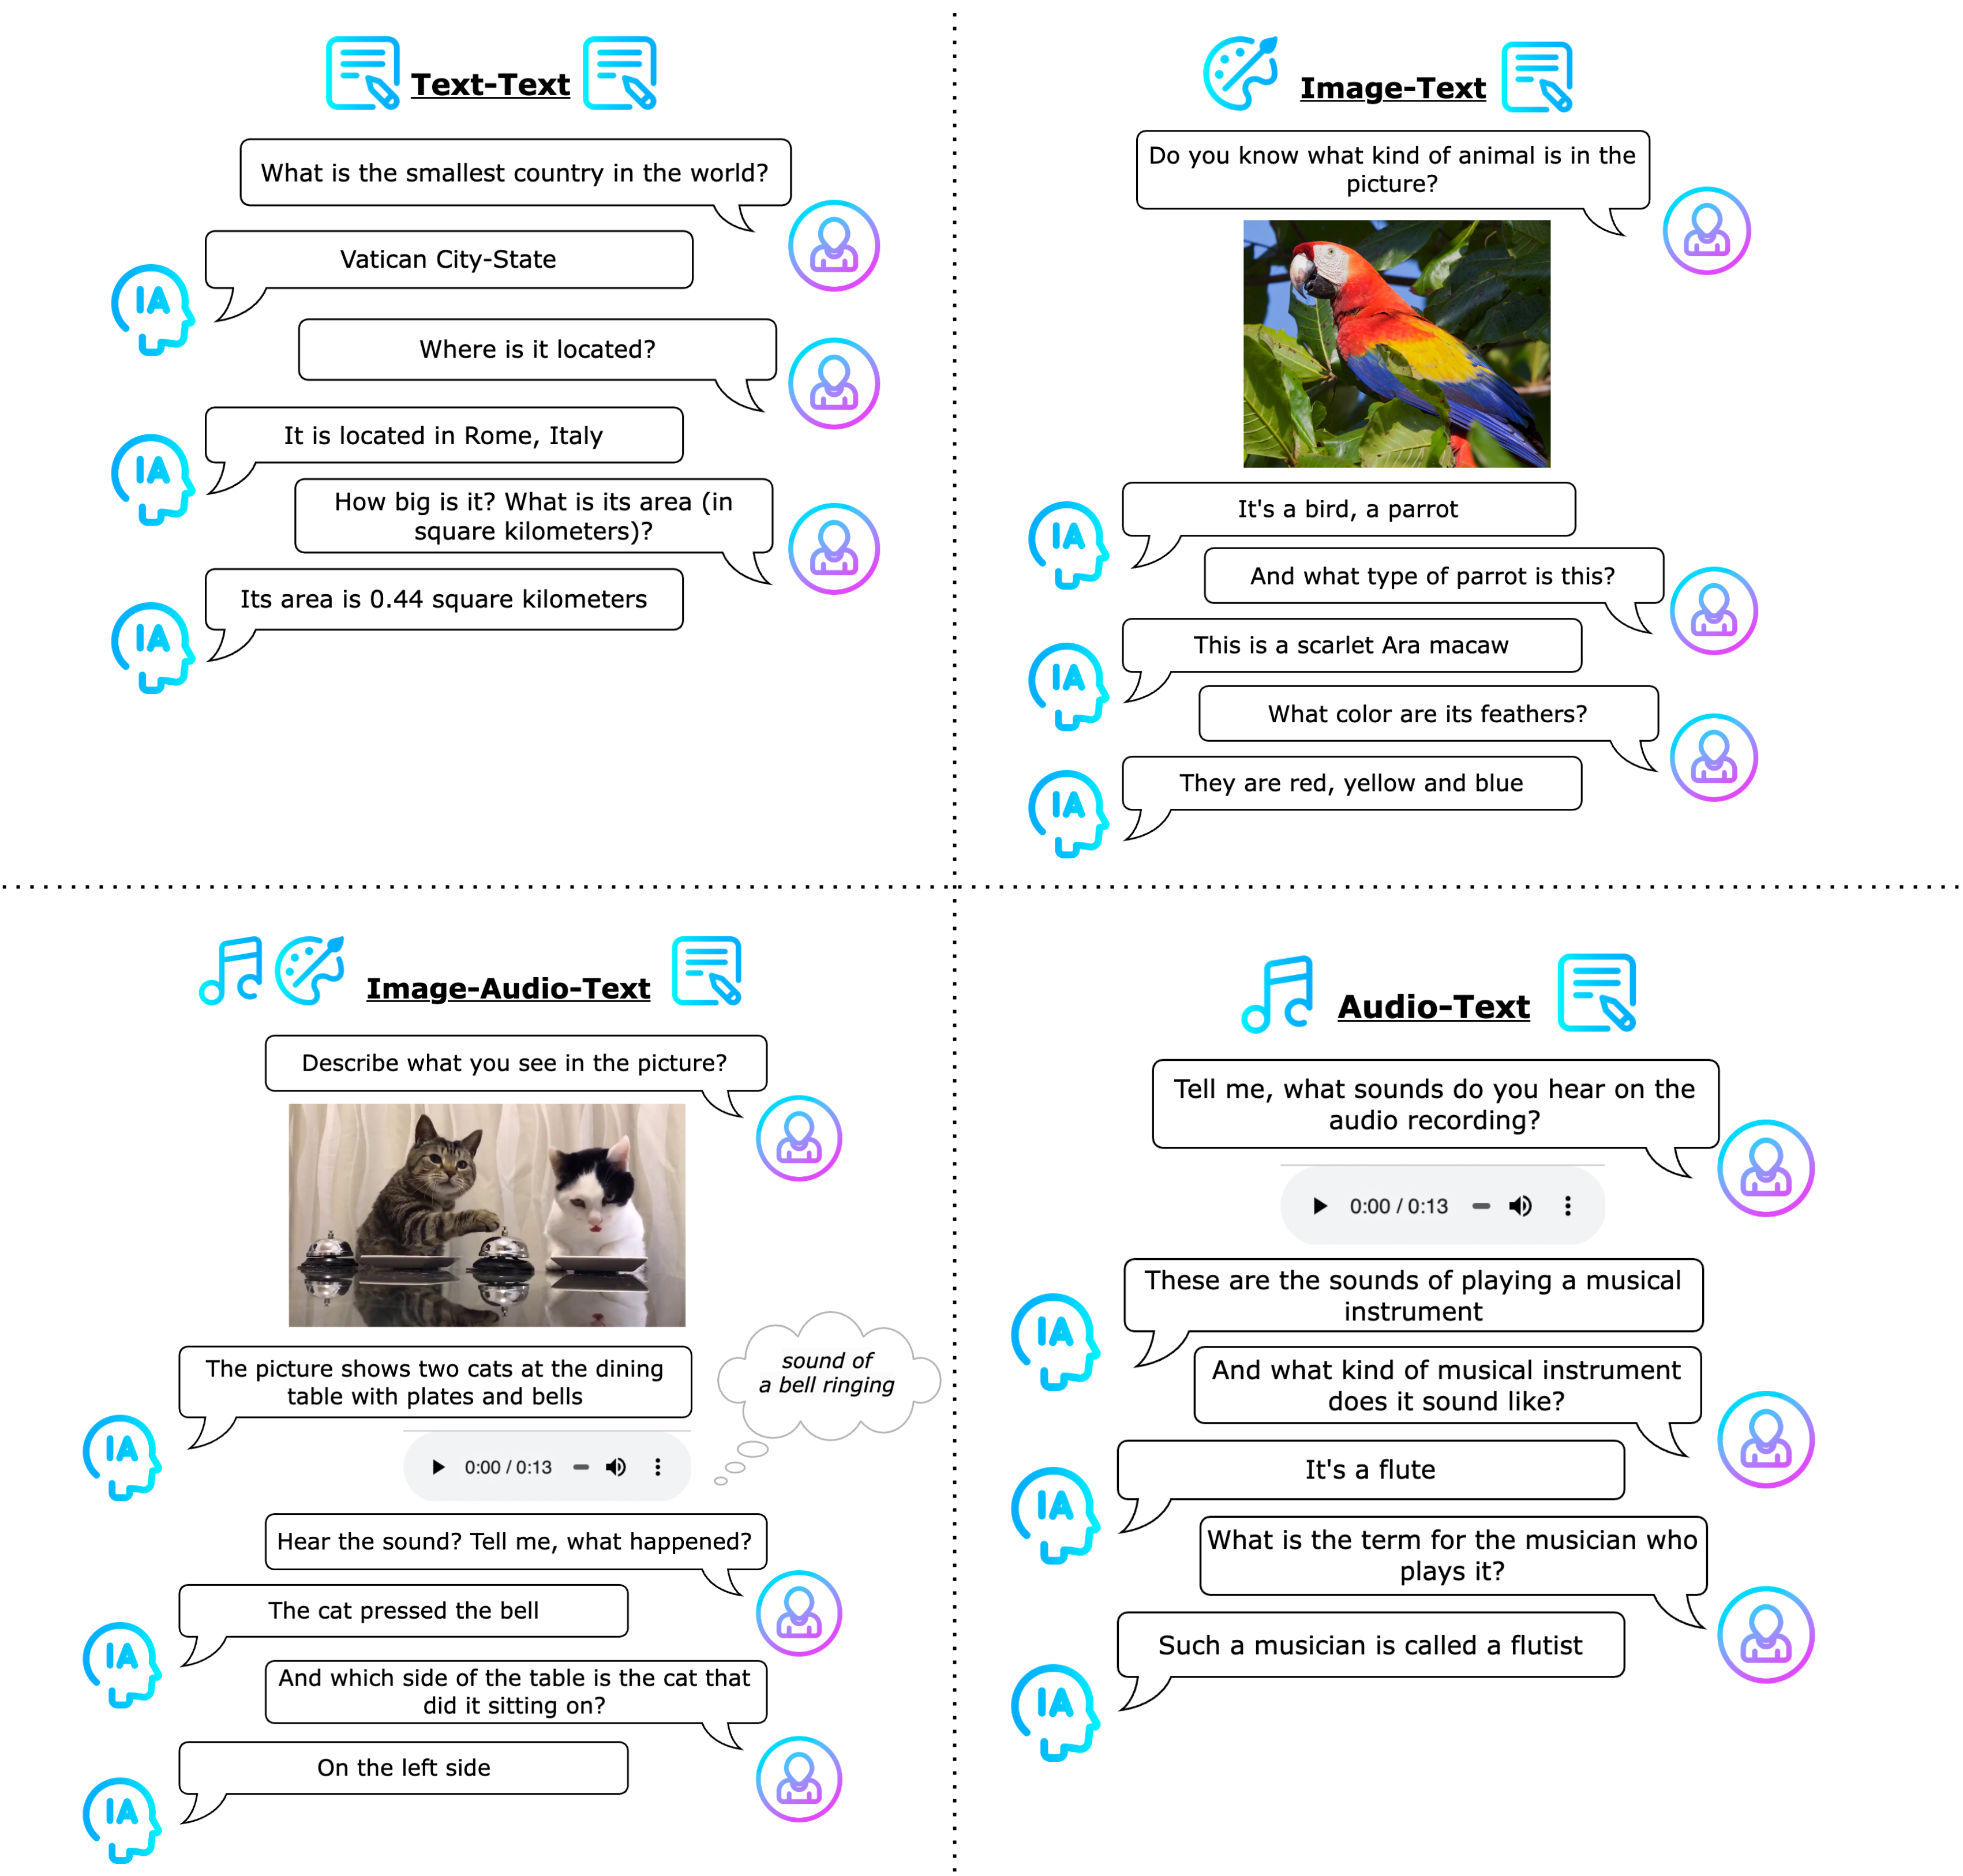 Text-Text
What is the smallest country in the world?
Vatican City-State
IA
Where is it located?
It is located in Rome, Italy
IA
How big is it? What is its area (in
square kilometers)?
Its area is 0.44 square kilometers
IA
Image-Text
Do you know what kind of animal is in the
picture?
It's a bird, a parrot
IA
And what type of parrot is this?
This is a scarlet Ara macaw
IA
What color are its feathers?
They are red, yellow and blue
IA
Image-Audio-Text
Describe what you see in the picture?
The picture shows two cats at the dining
table with plates and bells
IA
sound of
a bell ringing
0:00 / 0:13
Hear the sound? Tell me, what happened?
The cat pressed the bell
IA
And which side of the table is the cat that
did it sitting on?
On the left side
IA
Audio-Text
Tell me, what sounds do you hear on the
audio recording?
0:00 / 0:13
These are the sounds of playing a musical
instrument
IA
And what kind of musical instrument
does it sound like?
It's a flute
IA
What is the term for the musician who
plays it?
Such a musician is called a flutist
IA